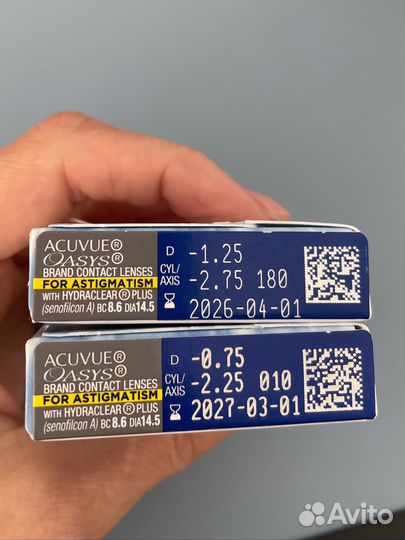 ACUVUE®
OASYS®
BRAND CONTACT LENSES
FOR ASTIGMATISM
WITH HYDRACLEAR® PLUS
(senofilcon A) BC 8.6 DIA14.5
D -1.25
CYL/ AXIS -2.75 180
2026-04-01
ACUVUE®
OASYS®
BRAND CONTACT LENSES
FOR ASTIGMATISM
WITH HYDRACLEAR® PLUS
(senofilcon A) BC 8.6 DIA14.5
D -0.75
CYL/ AXIS -2.25 010
2027-03-01
Avito